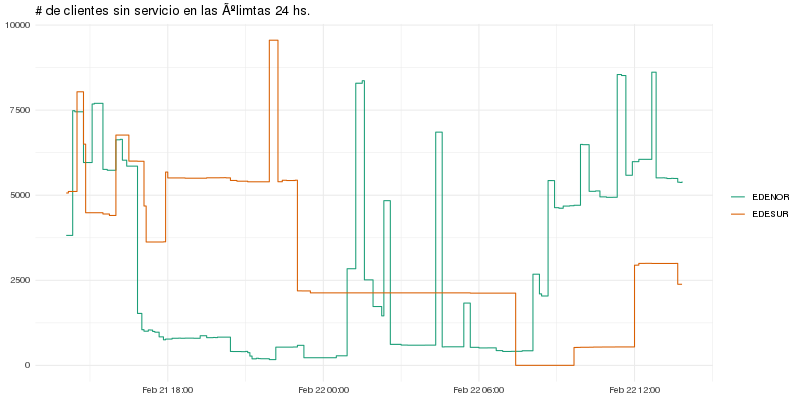 # de clientes sin servicio en las Ãºlimtas 24 hs.
10000
7500
5000
2500
0
Feb 21 18:00
Feb 22 00:00
Feb 22 06:00
Feb 22 12:00
EDENOR
EDESUR